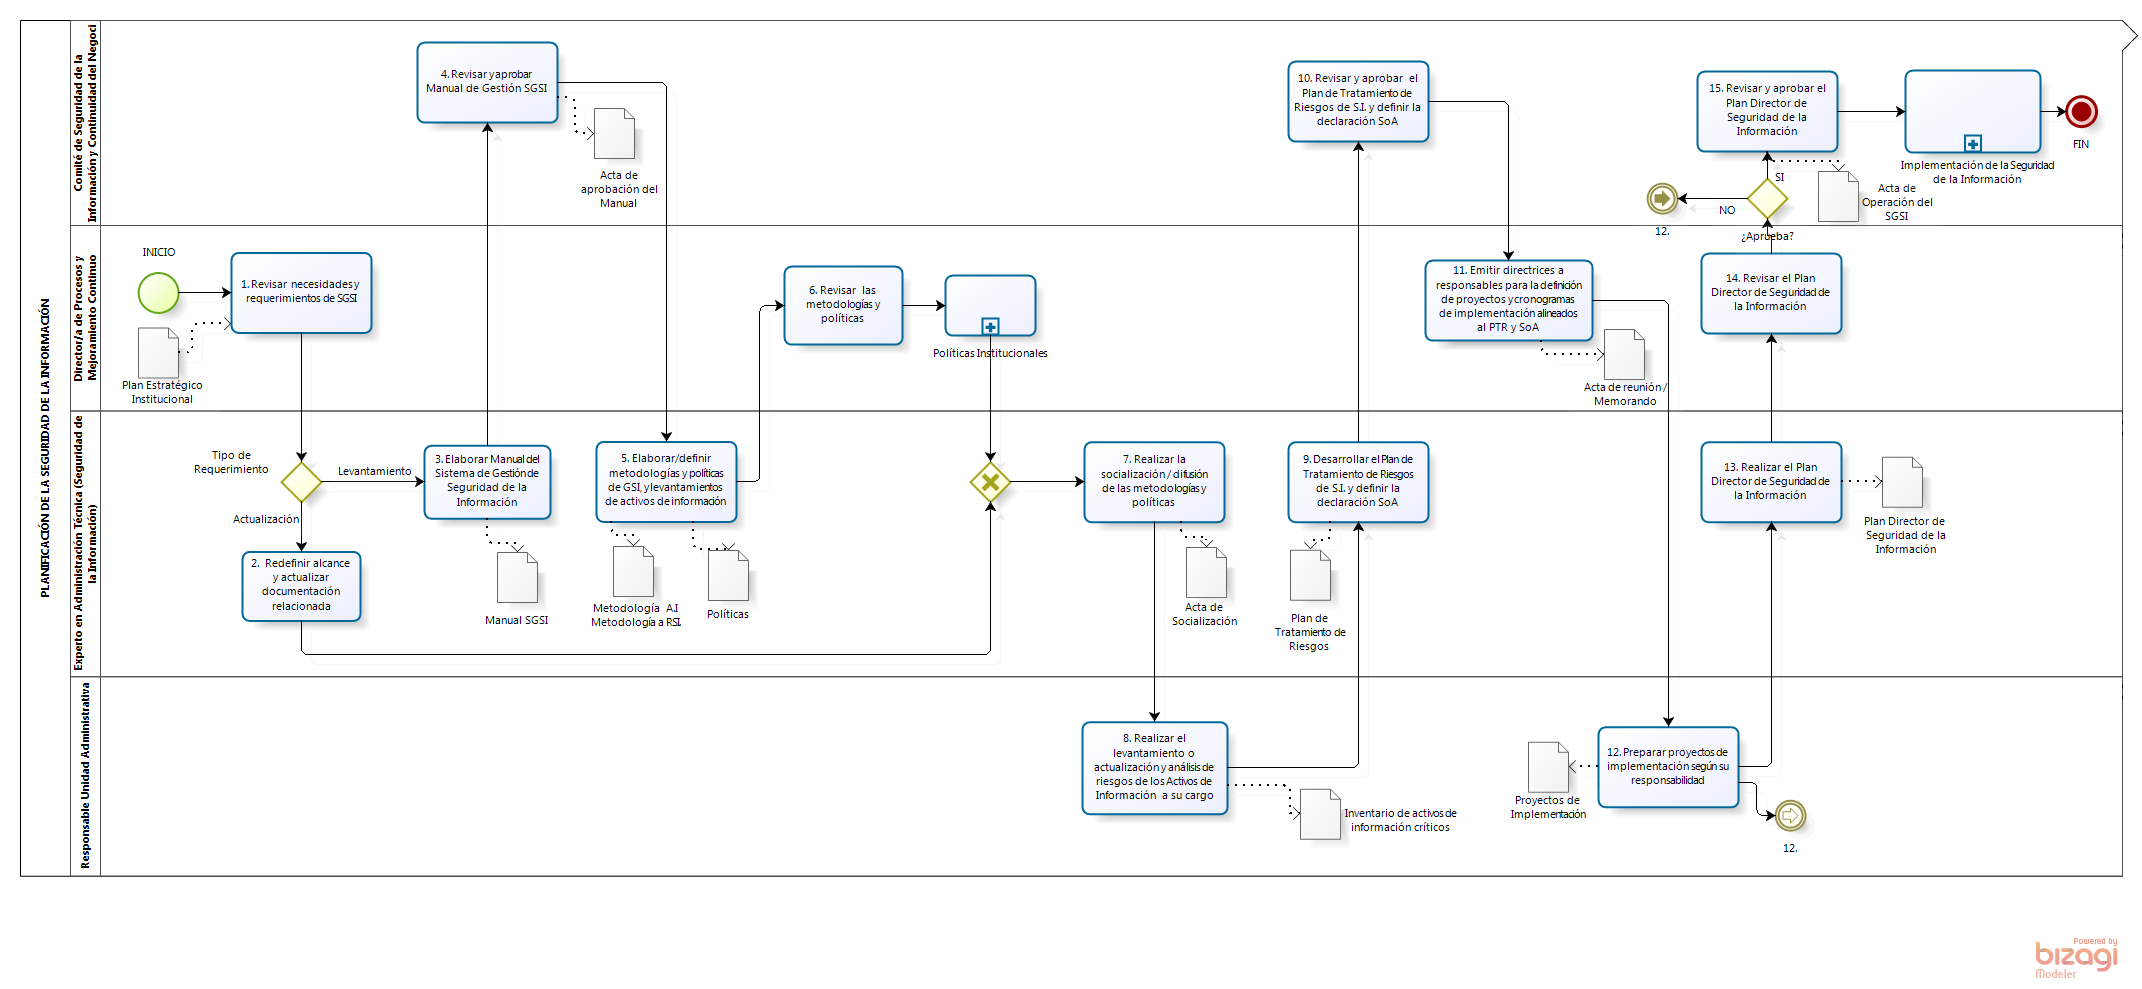 PLANIFICACIÓN DE LA SEGURIDAD DE LA INFORMACIÓN
Comité de Seguridad de la
Información y Continuidad del Negoci
4. Revisar y aprobar
Manual de Gestión SGSI
Acta de
aprobación del
Manual
10. Revisar y aprobar el
Plan de Tratamiento de
Riesgos de S.I. y definir la
declaración SoA
15. Revisar y aprobar el
Plan Director de
Seguridad de la
Información
Implementación de la Seguridad
de la Información
FIN
SI
NO
12.
Acta de
Operación del
SGSI
¿Aprueba?
Director/a de Procesos y
Mejoramiento Continuo
INICIO
1. Revisar necesidades y
requerimientos de SGSI
Plan Estratégico
Institucional
6. Revisar las
metodologías y
políticas
Políticas Institucionales
11. Emitir directrices a
responsables para la definición
de proyectos y cronogramas
de implementación alineados
al PTR y SoA
Acta de reunión /
Memorando
14. Revisar el Plan
Director de Seguridad de
la Información
Experto en Administración Técnica (Seguridad de
la Información)
Tipo de
Requerimiento
Levantamiento
Actualización
2. Redefinir alcance
y actualizar
documentación
relacionada
3. Elaborar Manual del
Sistema de Gestión de
Seguridad de la
Información
Manual SGSI
5. Elaborar/definir
metodologías y políticas
de GSI, y levantamientos
de activos de información
Metodología A.I
Metodología a RSI.
Políticas
7. Realizar la
socialización / difusión
de las metodologías y
políticas
Acta de
Socialización
9. Desarrollar el Plan de
Tratamiento de Riesgos
de S.I. y definir la
declaración SoA
Plan de
Tratamiento de
Riesgos
13. Realizar el Plan
Director de Seguridad de
la Información
Plan Director de
Seguridad de la
Información
Responsable Unidad Administrativa
8. Realizar el
levantamiento o
actualización y análisis de
riesgos de los Activos de
Información a su cargo
Inventario de activos de
información críticos
Proyectos de
Implementación
12. Preparar proyectos de
implementación según su
responsabilidad
12.
Powered by
bizagi
Modeler